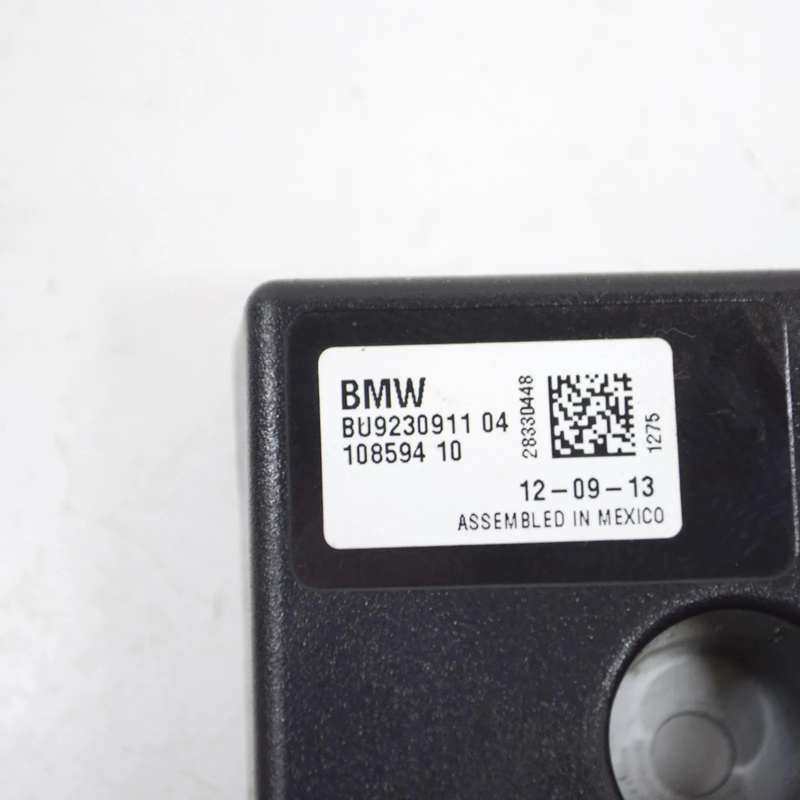 BMW
BU9230911 04
108594 10
28330448
1275
12-09-13
ASSEMBLED IN MEXICO